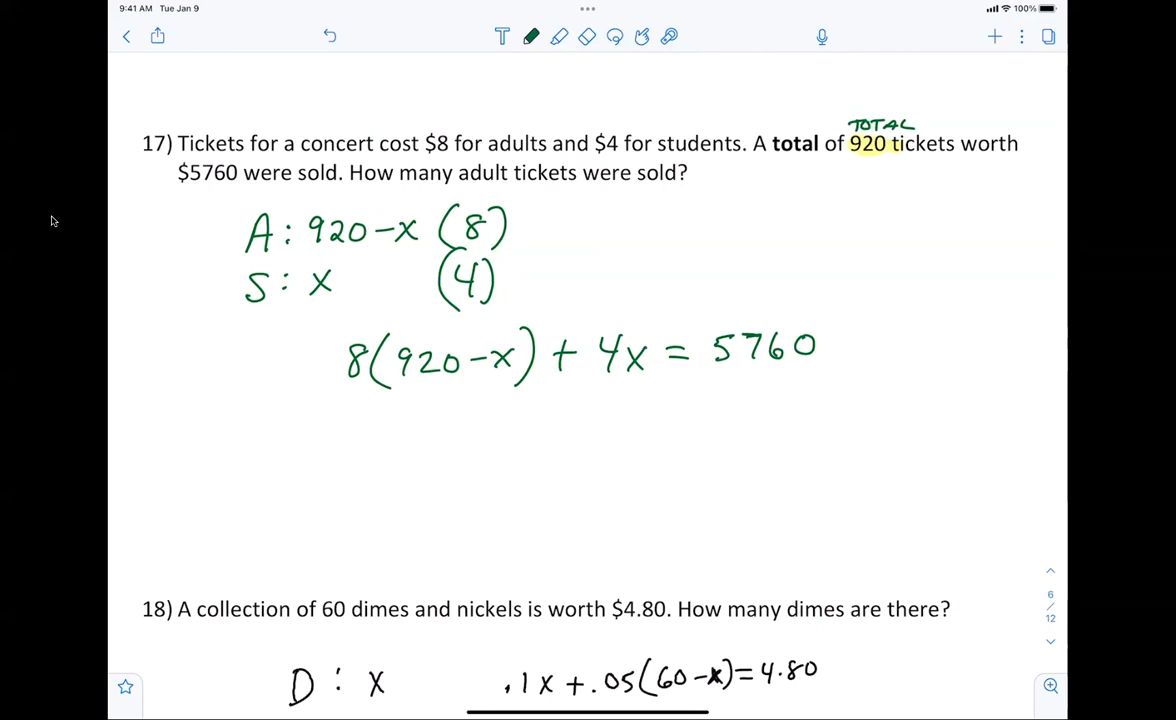 9:41 AM Tue Jan 9
100%
TOTAL
17) Tickets for a concert cost $8 for adults and $4 for students. A total of 920 tickets worth
$5760 were sold. How many adult tickets were sold?
A: 920-x (8)
S: x (4)
8(920-x) + 4x = 5760
6
/
12
18) A collection of 60 dimes and nickels is worth $4.80. How many dimes are there?
D : x .1x + .05(60-x)=4.80